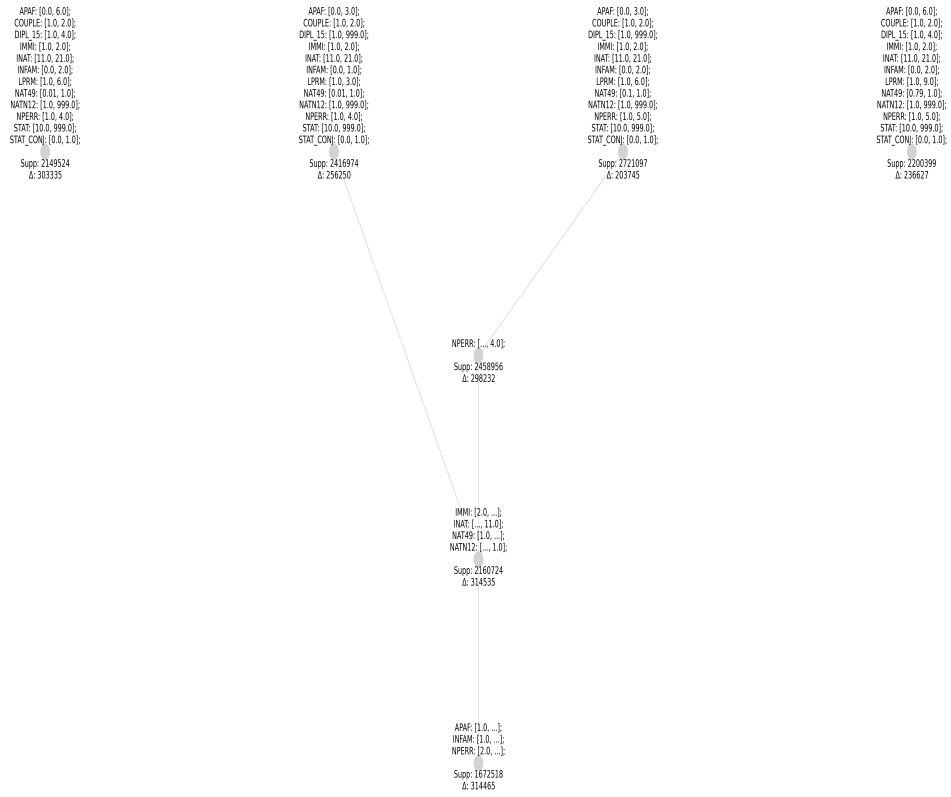 APAF: [0.0, 6.0];
COUPLE: [1.0, 2.0];
DIPL_15: [1.0, 4.0];
IMMI: [1.0, 2.0];
INAT: [11.0, 21.0];
INFAM: [0.0, 2.0];
LPRM: [1.0, 6.0];
NAT49: [0.01, 1.0];
NATN12: [1.0, 999.0];
NPERR: [1.0, 4.0];
STAT: [10.0, 999.0];
STAT_CONJ: [0.0, 1.0];
Supp: 2149524
Δ: 303335
APAF: [0.0, 3.0];
COUPLE: [1.0, 2.0];
DIPL_15: [1.0, 999.0];
IMMI: [1.0, 2.0];
INAT: [11.0, 21.0];
INFAM: [0.0, 1.0];
LPRM: [1.0, 3.0];
NAT49: [0.01, 1.0];
NATN12: [1.0, 999.0];
NPERR: [1.0, 4.0];
STAT: [10.0, 999.0];
STAT_CONJ: [0.0, 1.0];
Supp: 2416974
Δ: 256250
APAF: [0.0, 3.0];
COUPLE: [1.0, 2.0];
DIPL_15: [1.0, 999.0];
IMMI: [1.0, 2.0];
INAT: [11.0, 21.0];
INFAM: [0.0, 2.0];
LPRM: [1.0, 6.0];
NAT49: [0.1, 1.0];
NATN12: [1.0, 999.0];
NPERR: [1.0, 5.0];
STAT: [10.0, 999.0];
STAT_CONJ: [0.0, 1.0];
Supp: 2721097
Δ: 203745
APAF: [0.0, 6.0];
COUPLE: [1.0, 2.0];
DIPL_15: [1.0, 4.0];
IMMI: [1.0, 2.0];
INAT: [11.0, 21.0];
INFAM: [0.0, 2.0];
LPRM: [1.0, 9.0];
NAT49: [0.79, 1.0];
NATN12: [1.0, 999.0];
NPERR: [1.0, 5.0];
STAT: [10.0, 999.0];
STAT_CONJ: [0.0, 1.0];
Supp: 2200399
Δ: 236627
NPERR: [..., 4.0];
Supp: 2458956
Δ: 298232
IMMI: [2.0, ...];
INAT: [..., 11.0];
NAT49: [1.0, ...];
NATN12: [..., 1.0];
Supp: 2160724
Δ: 314535
APAF: [1.0, ...];
INFAM: [1.0, ...];
NPERR: [2.0, ...];
Supp: 1672518
Δ: 314465